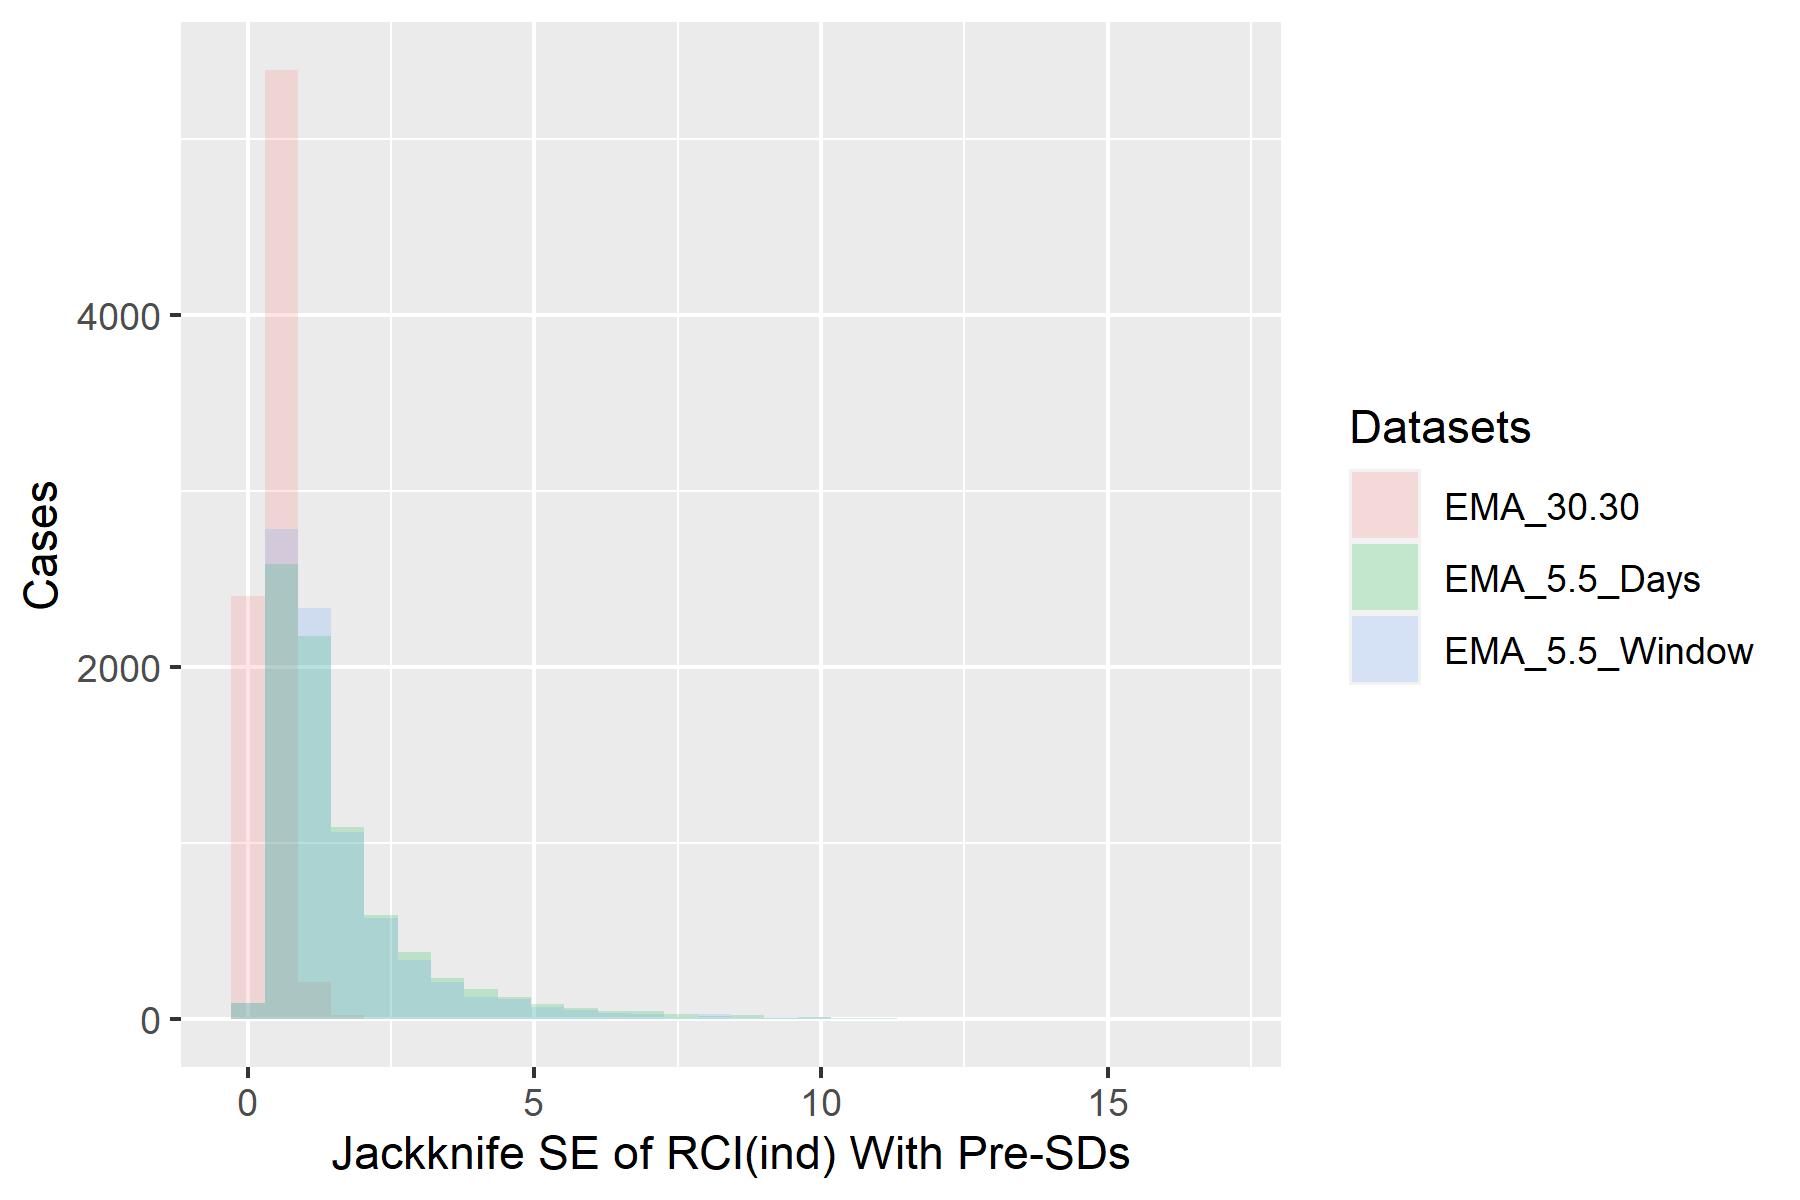 Cases
4000
2000
0
0 5 10 15
Jackknife SE of RCI(ind) With Pre-SDs
Datasets
EMA_30.30
EMA_5.5_Days
EMA_5.5_Window